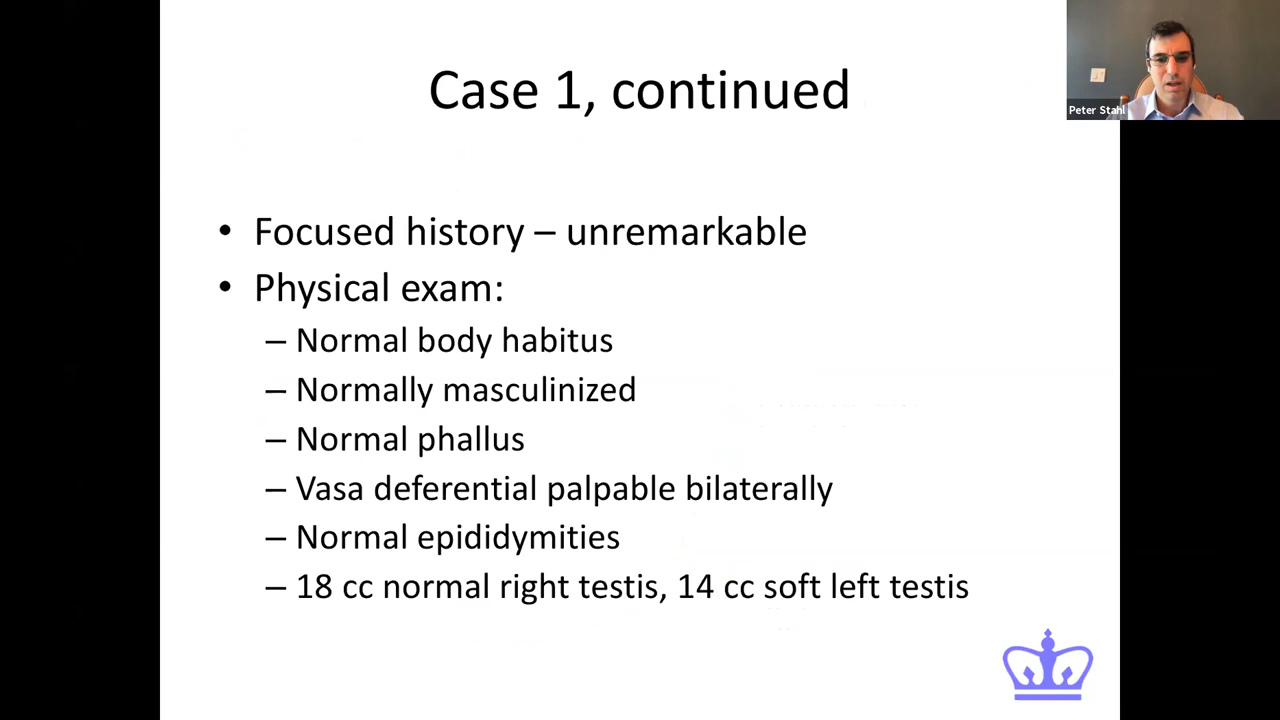 Case 1, continued
Peter Stahl
• Focused history – unremarkable
• Physical exam:
– Normal body habitus
– Normally masculinized
– Normal phallus
– Vasa deferential palpable bilaterally
– Normal epididymities
– 18 cc normal right testis, 14 cc soft left testis